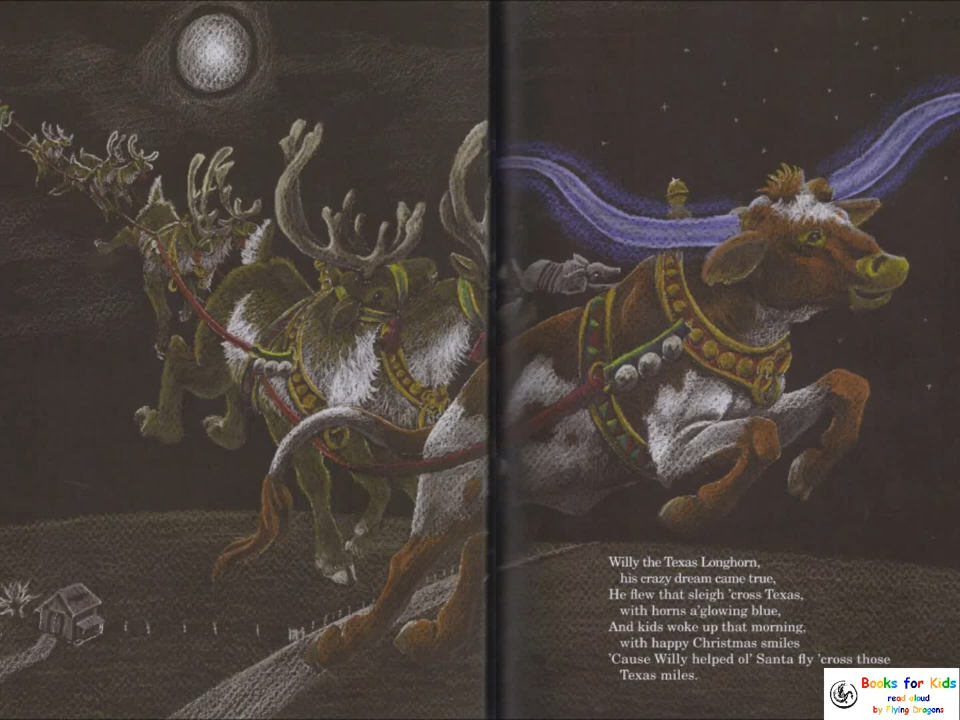 Willy the Texas Longhorn,
his crazy dream came true,
He flew that sleigh ’cross Texas,
with horns a’glowing blue,
And kids woke up that morning,
with happy Christmas smiles
’Cause Willy helped ol’ Santa fly ’cross those
Texas miles.
Books for Kids
read aloud
by Flying Dragons